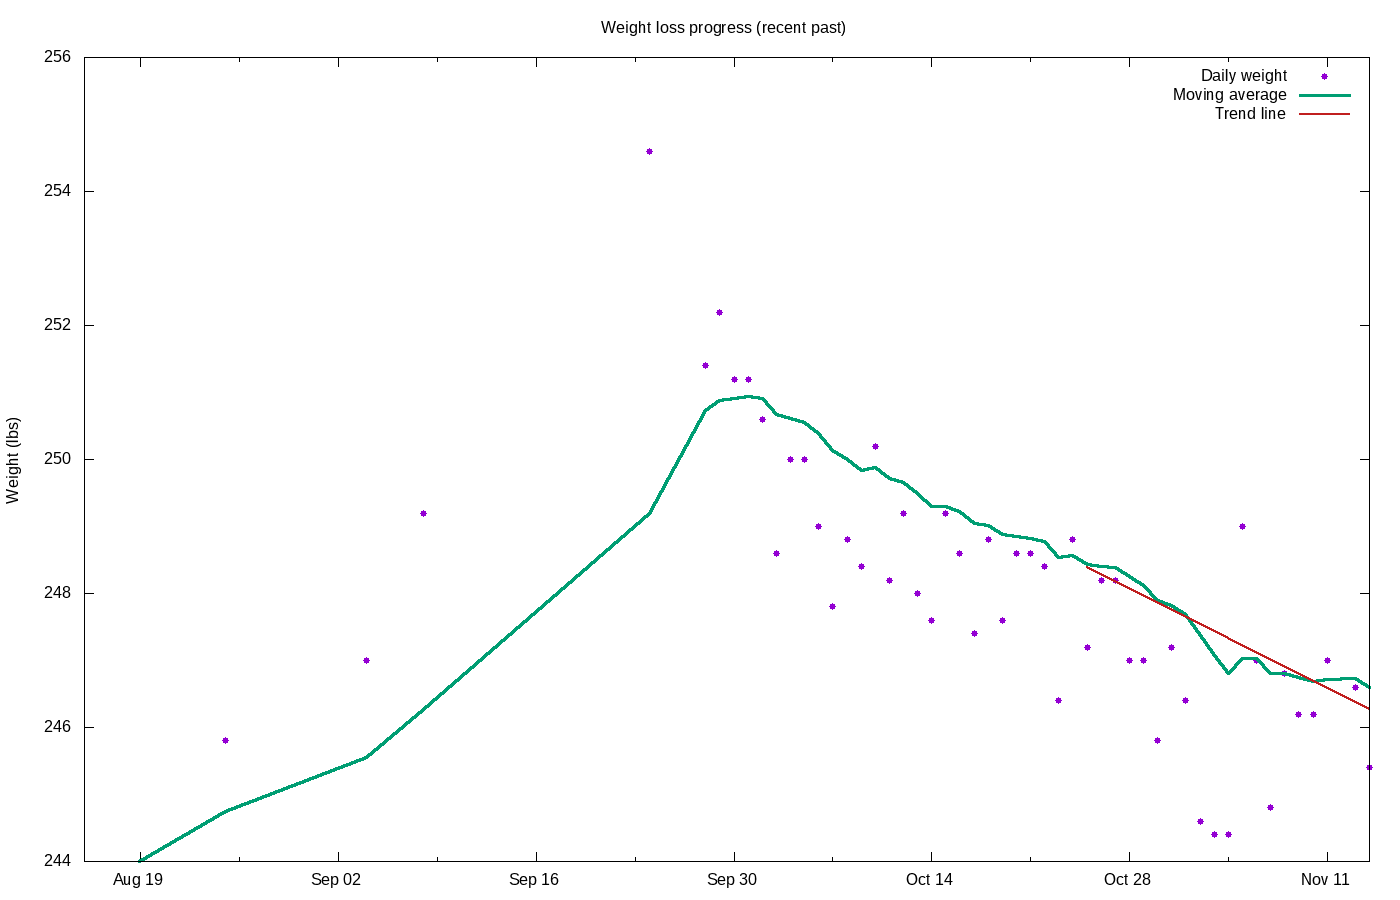 Weight loss progress (recent past)
256
254
252
250
248
246
244
Weight (lbs)
Daily weight
Moving average
Trend line
Aug 19
Sep 02
Sep 16
Sep 30
Oct 14
Oct 28
Nov 11